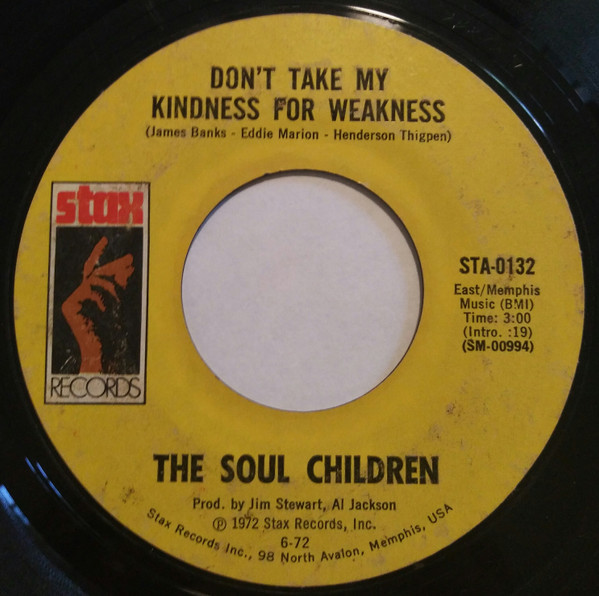 DON'T TAKE MY
KINDNESS FOR WEAKNESS
(James Banks - Eddie Marion - Henderson Thigpen)
stax
RECORDS
STA-0132
East/Memphis
Music (BMI)
Time: 3:00
(Intro. :19)
(SM-00994)
THE SOUL CHILDREN
Prod. by Jim Stewart, Al Jackson
℗ 1972 Stax Records, Inc.
6-72
Stax Records Inc., 98 North Avalon, Memphis, USA